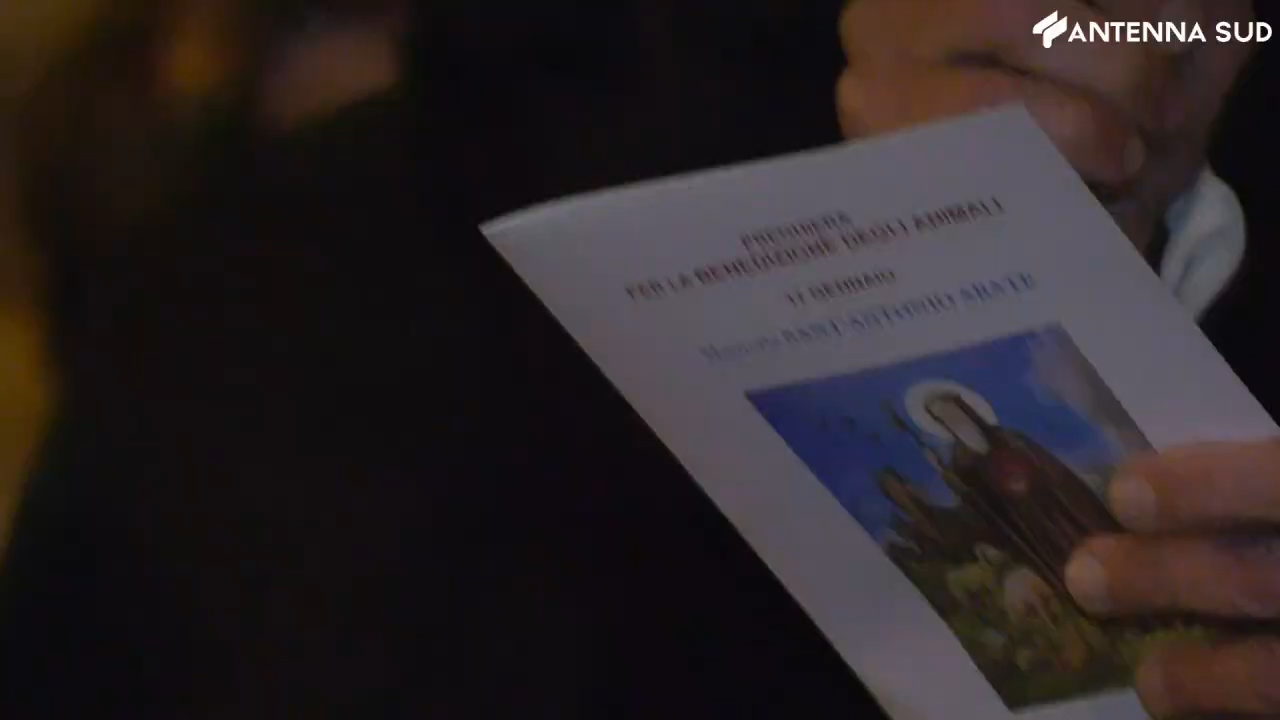 ANTENNA SUD
PREGHIERA
PER LA BENEDIZIONE DEGLI ANIMALI
17 GENNAIO
SANT'ANTONIO ABATE